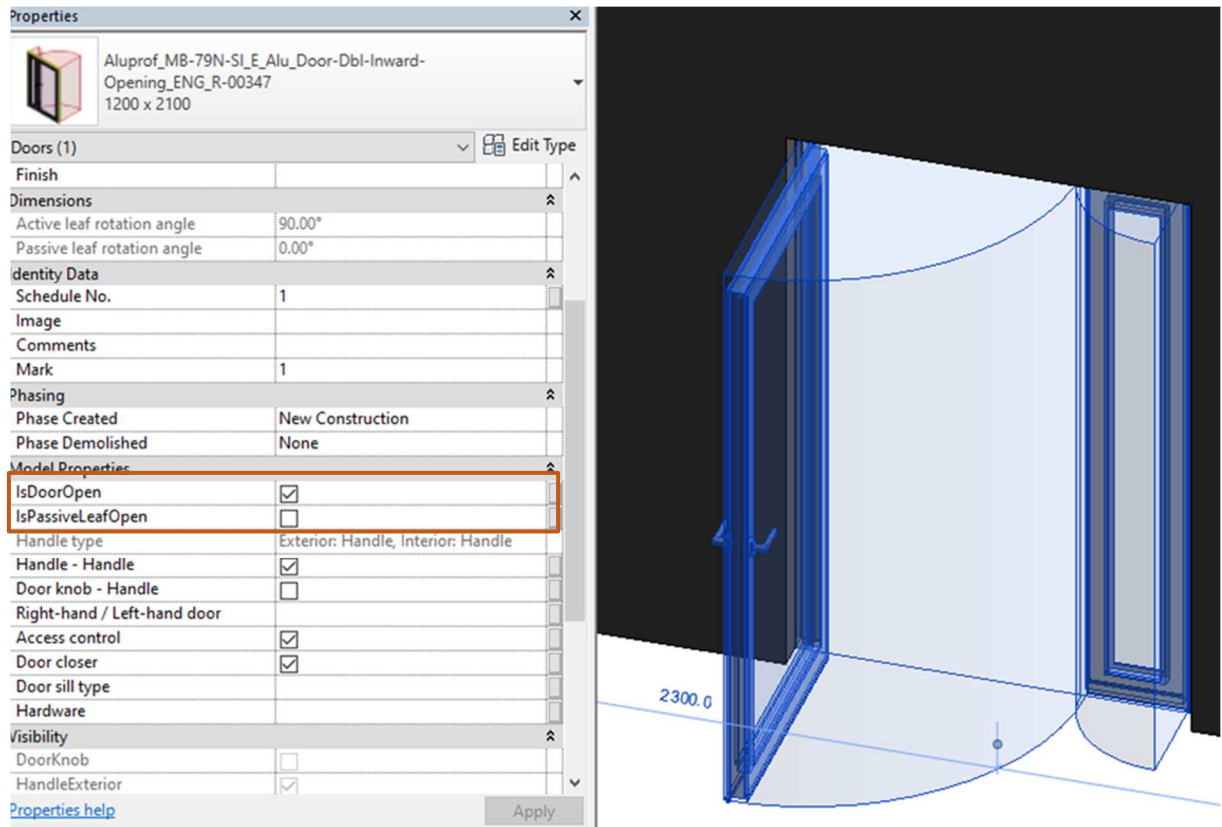 Properties
Aluprof_MB-79N-SI_E_Alu_Door-Dbl-Inward-
Opening_ENG_R-00347
1200 x 2100
Doors (1)
Edit Type
Finish
Dimensions
Active leaf rotation angle 90.00°
Passive leaf rotation angle 0.00°
Identity Data
Schedule No. 1
Image
Comments
Mark 1
Phasing
Phase Created New Construction
Phase Demolished None
Model Properties
IsDoorOpen
IsPassiveLeafOpen
Handle type Exterior: Handle, Interior: Handle
Handle - Handle
Door knob - Handle
Right-hand / Left-hand door
Access control
Door closer
Door sill type
Hardware
Visibility
DoorKnob
HandleExterior
Properties help
Apply
2300.0